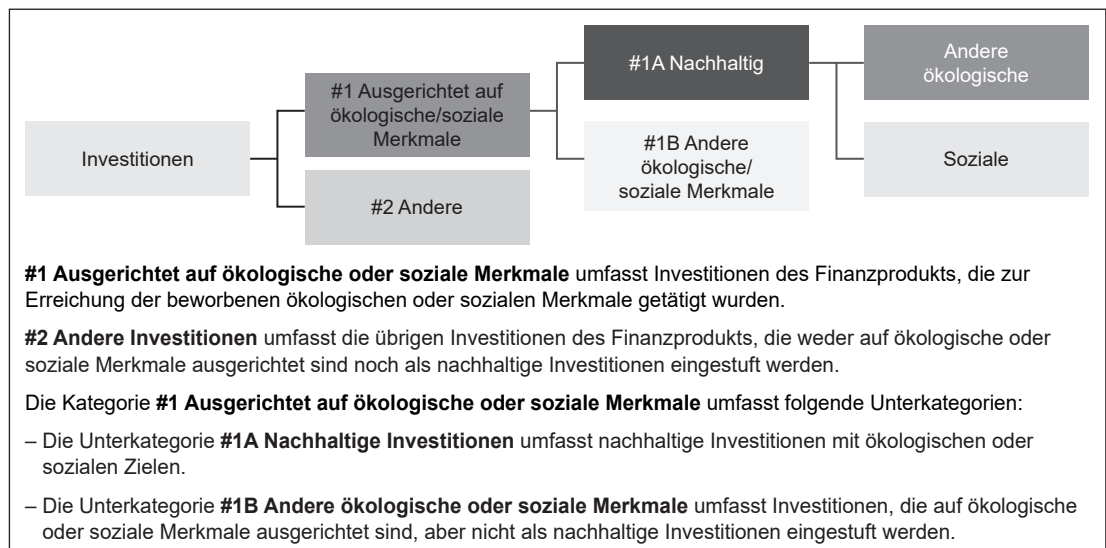 Investitionen
#1 Ausgerichtet auf
ökologische/soziale
Merkmale
#2 Andere
#1A Nachhaltig
#1B Andere
ökologische/
soziale Merkmale
Andere
ökologische
Soziale
#1 Ausgerichtet auf ökologische oder soziale Merkmale umfasst Investitionen des Finanzprodukts, die zur
Erreichung der beworbenen ökologischen oder sozialen Merkmale getätigt wurden.
#2 Andere Investitionen umfasst die übrigen Investitionen des Finanzprodukts, die weder auf ökologische oder
soziale Merkmale ausgerichtet sind noch als nachhaltige Investitionen eingestuft werden.
Die Kategorie #1 Ausgerichtet auf ökologische oder soziale Merkmale umfasst folgende Unterkategorien:
– Die Unterkategorie #1A Nachhaltige Investitionen umfasst nachhaltige Investitionen mit ökologischen oder
sozialen Zielen.
– Die Unterkategorie #1B Andere ökologische oder soziale Merkmale umfasst Investitionen, die auf ökologische
oder soziale Merkmale ausgerichtet sind, aber nicht als nachhaltige Investitionen eingestuft werden.